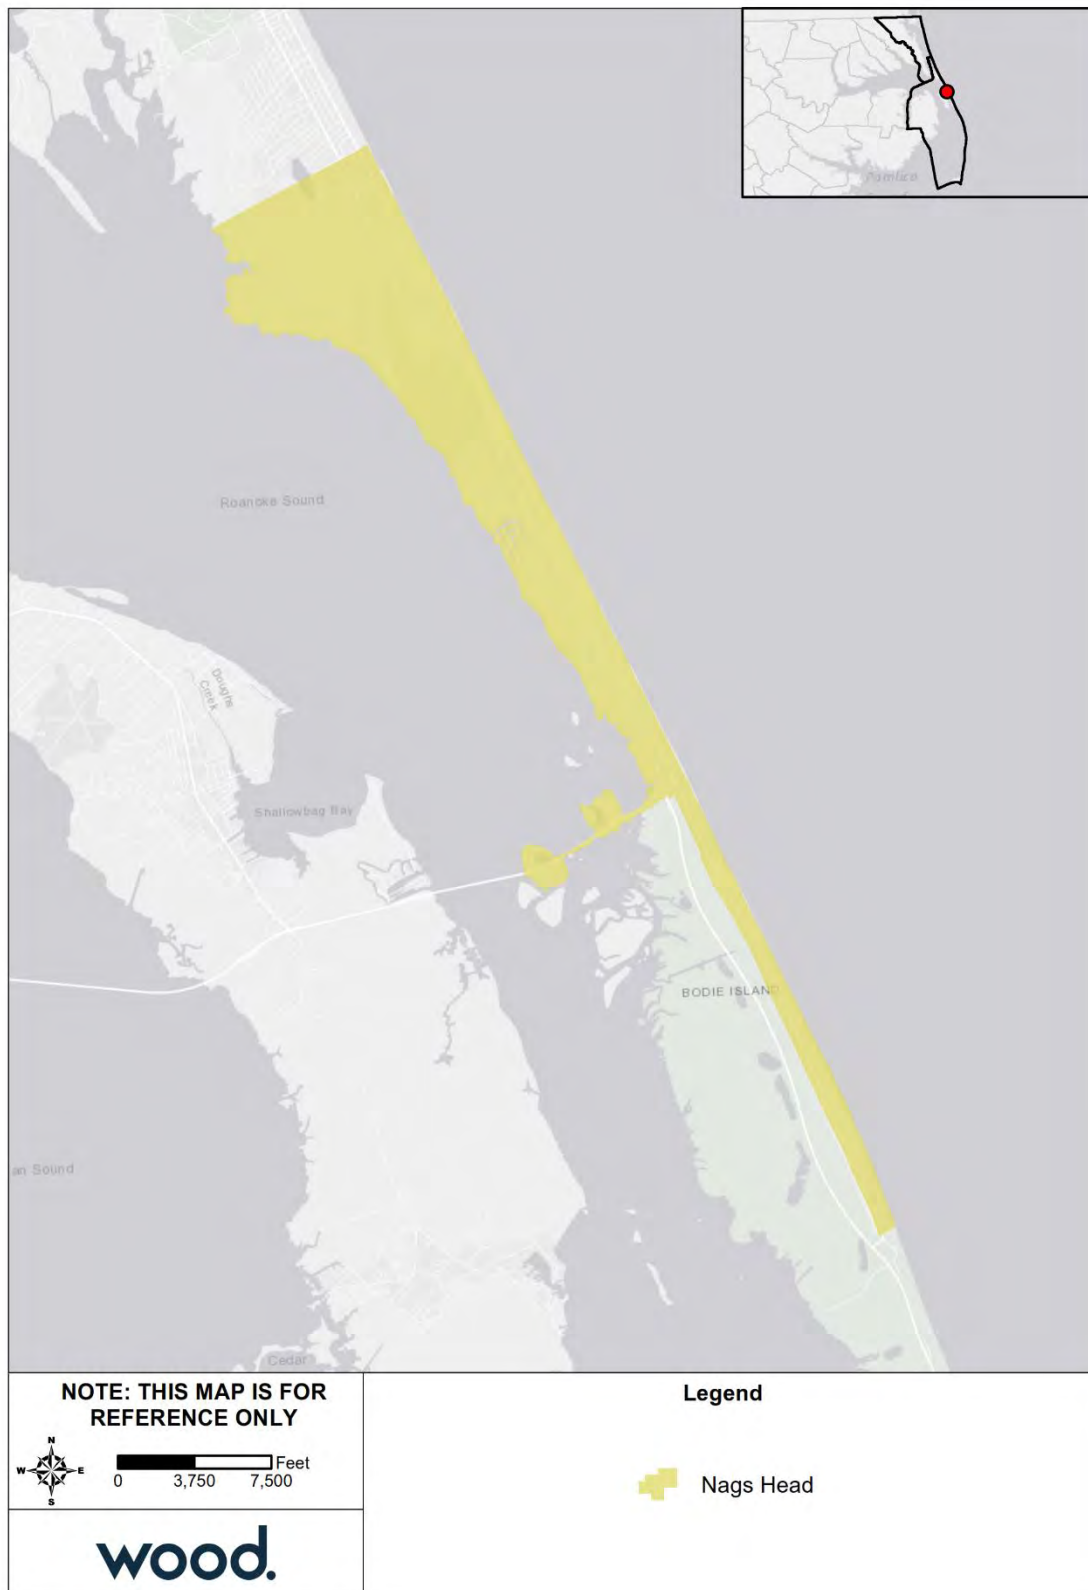 Pamlico
Roanoke Sound
Doughs
Creek
Shallowbag Bay
BODIE ISLAND
an Sound
Cedar
NOTE: THIS MAP IS FOR
REFERENCE ONLY
N
W E
S
Feet
0 3,750 7,500
wood.
Legend
Nags Head